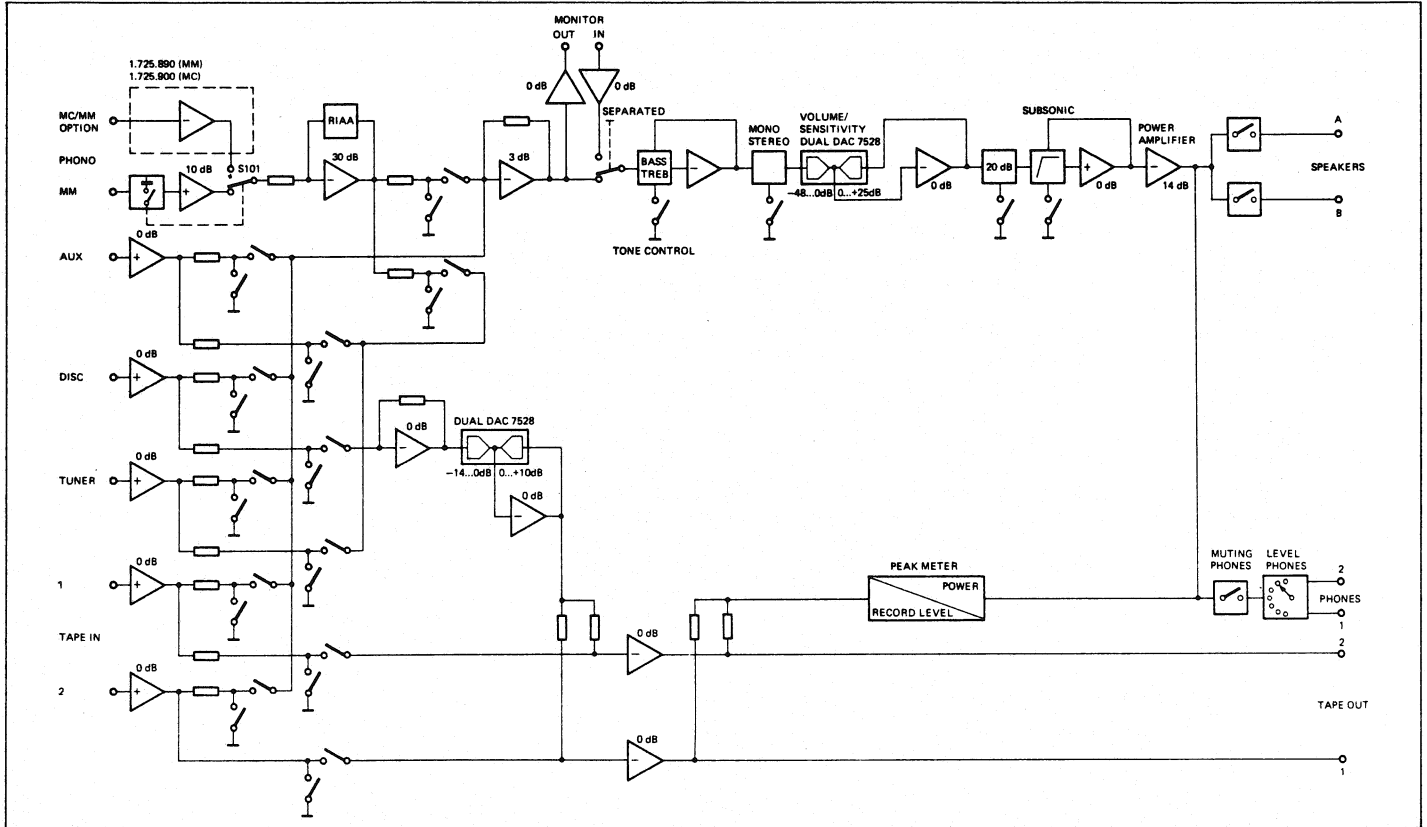 MONITOR
OUT IN
1.725.890 (MM)
1.725.900 (MC)
0 dB
0 dB
SEPARATED
MC/MM
OPTION
RIAA
3 dB
MONO
STEREO
VOLUME/
SENSITIVITY
DUAL DAC 7528
SUBSONIC
POWER
AMPLIFIER
A
PHONO
10 dB
S101
30 dB
BASS
TREB
20 dB
SPEAKERS
MM
−48...0dB 0...+25dB
0 dB
0 dB
14 dB
B
TONE CONTROL
0 dB
AUX
0 dB
DISC
0 dB
DUAL DAC 7528
−14...0dB 0...+10dB
0 dB
TUNER
0 dB
0 dB
1
PEAK METER
POWER
RECORD LEVEL
MUTING
PHONES
LEVEL
PHONES
2
PHONES
1
TAPE IN
0 dB
2
0 dB
2
TAPE OUT
0 dB
1